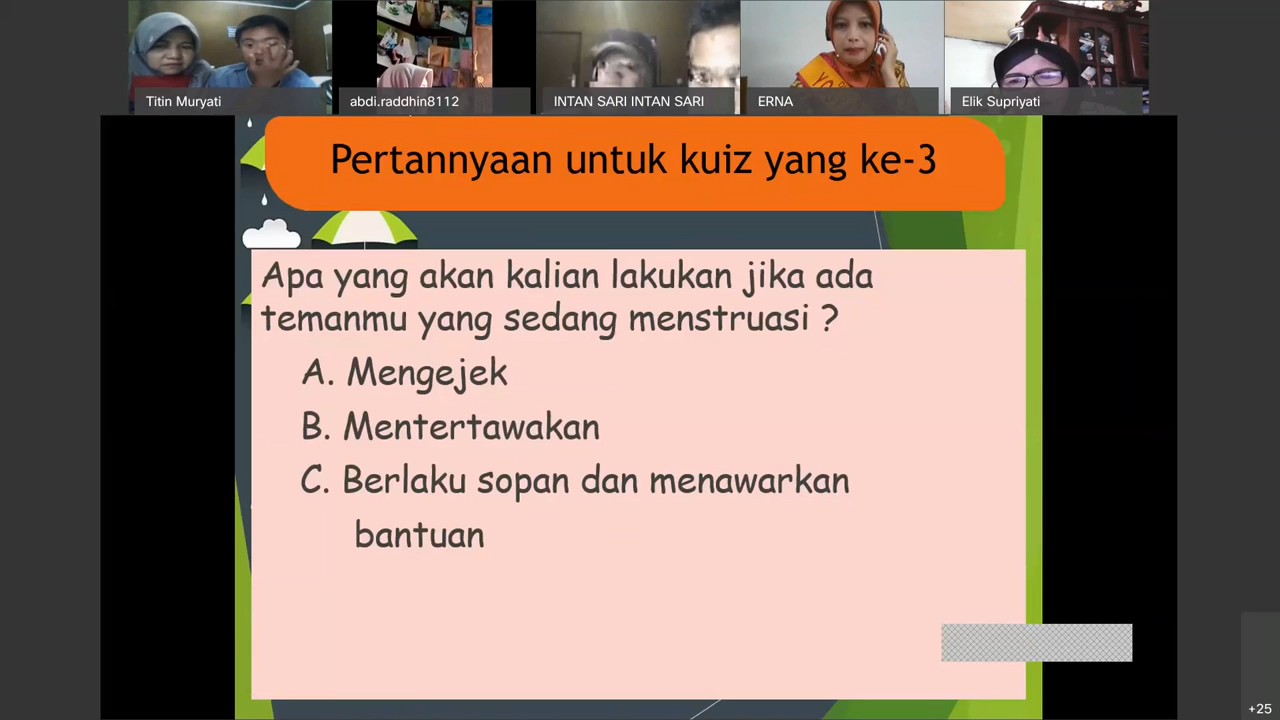 Titin Muryati
abdi.raddhin8112
INTAN SARI INTAN SARI
ERNA
Elik Supriyati
Pertannyaan untuk kuiz yang ke-3
Apa yang akan kalian lakukan jika ada
temanmu yang sedang menstruasi ?
A. Mengejek
B. Mentertawakan
C. Berlaku sopan dan menawarkan
bantuan
+25